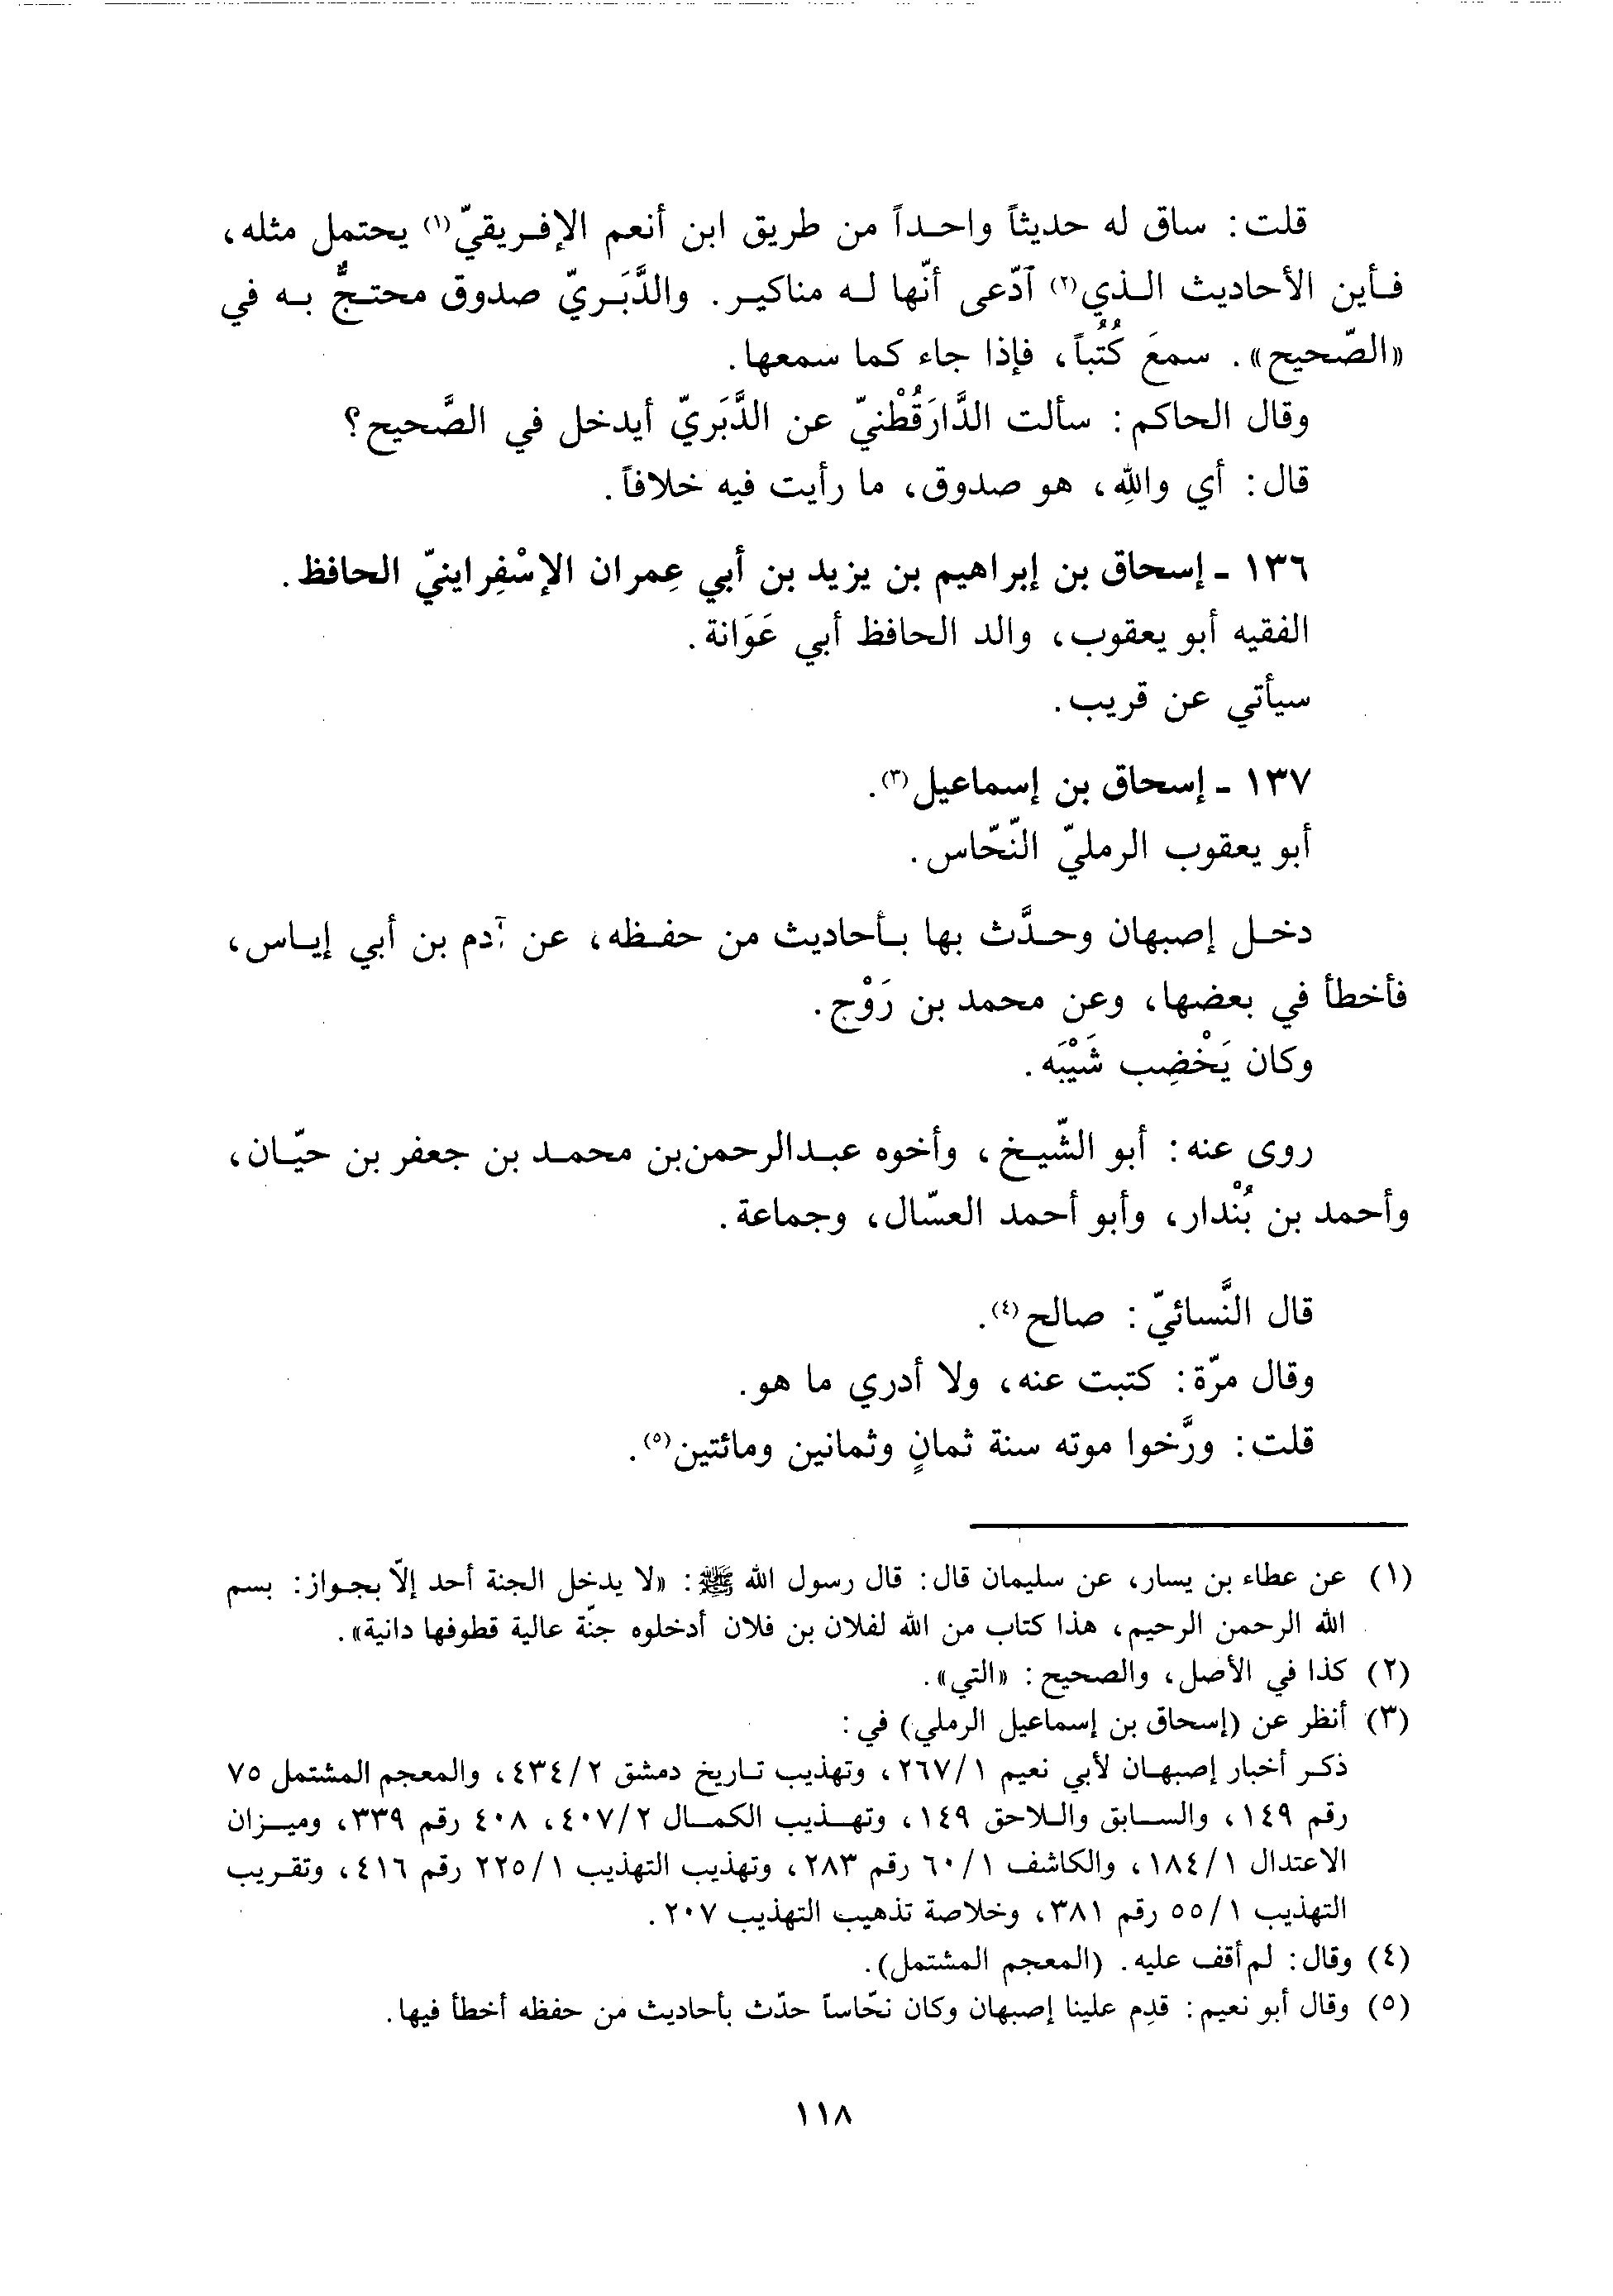 قلت: ساق له حديثاً واحداً من طريق ابن أنعم الإفريقيّ(١) يحتمل مثله،
فأين الأحاديث الذي(٢) آدّعى أنّها له مناكير. والدَّبَريّ صدوق محتجٌّ به في
«الصّحيح». سمعَ كُتُباً، فإذا جاء كما سمعها.
وقال الحاكم: سألت الدَّارَقُطْنيّ عن الدَّبَريّ أيدخل في الصَّحيح؟
قال: أي واللهِ، هو صدوق، ما رأيت فيه خلافاً.
١٣٦ ـ إسحاق بن إبراهيم بن يزيد بن أبي عِمران الإسْفِراينيّ الحافظ.
الفقيه أبو يعقوب، والد الحافظ أبي عَوَانة.
سيأتي عن قريب.
١٣٧ ـ إسحاق بن إسماعيل(٣).
أبو يعقوب الرمليّ النّحّاس.
دخل إصبهان وحدَّث بها بأحاديث من حفظه، عن آدم بن أبي إياس،
فأخطأ في بعضها، وعن محمد بن رَوْح.
وكان يَخْضِب شَيْبَه.
روى عنه: أبو الشّيخ، وأخوه عبدالرحمن بن محمد بن جعفر بن حيّان،
وأحمد بن بُنْدار، وأبو أحمد العسّال، وجماعة.
قال النَّسائيّ: صالح(٤).
وقال مرّة: كتبت عنه، ولا أدري ما هو.
قلت: ورَّخوا موته سنة ثمانٍ وثمانين ومائتين(٥).
(١) عن عطاء بن يسار، عن سليمان قال: قال رسول الله ﷺ: «لا يدخل الجنة أحد إلّا بجواز: بسم
الله الرحمن الرحيم، هذا كتاب من الله لفلان بن فلان أدخلوه جنّة عالية قطوفها دانية».
(٢) كذا في الأصل، والصحيح: «التي».
(٣) أنظر عن (إسحاق بن إسماعيل الرملي) في:
ذكر أخبار إصبهان لأبي نعيم ٢٦٧/١، وتهذيب تاريخ دمشق ٤٣٤/٢، والمعجم المشتمل ٧٥
رقم ١٤٩، والسابق واللاحق ١٤٩، وتهذيب الكمال ٤٠٧/٢، ٤٠٨ رقم ٣٣٩، وميزان
الاعتدال ١٨٤/١، والكاشف ٦٠/١ رقم ٢٨٣، وتهذيب التهذيب ٢٢٥/١ رقم ٤١٦، وتقريب
التهذيب ٥٥/١ رقم ٣٨١، وخلاصة تذهيب التهذيب ٢٠٧.
(٤) وقال: لم أقف عليه. (المعجم المشتمل).
(٥) وقال أبو نعيم: قدِم علينا إصبهان وكان نحّاساً حدّث بأحاديث من حفظه أخطأ فيها.
١١٨